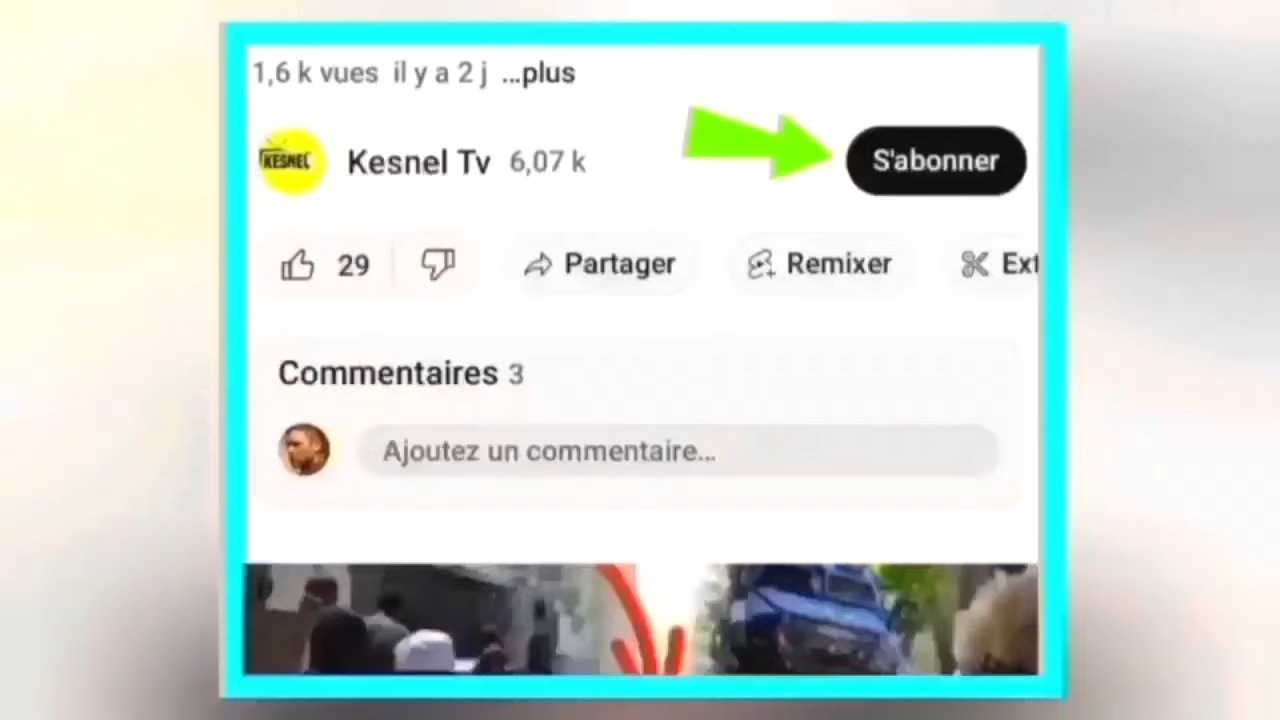 1,6 k vues il y a 2 j ...plus
KESNEL
Kesnel Tv 6,07 k
S'abonner
29
Partager
Remixer
Ext
Commentaires 3
Ajoutez un commentaire...